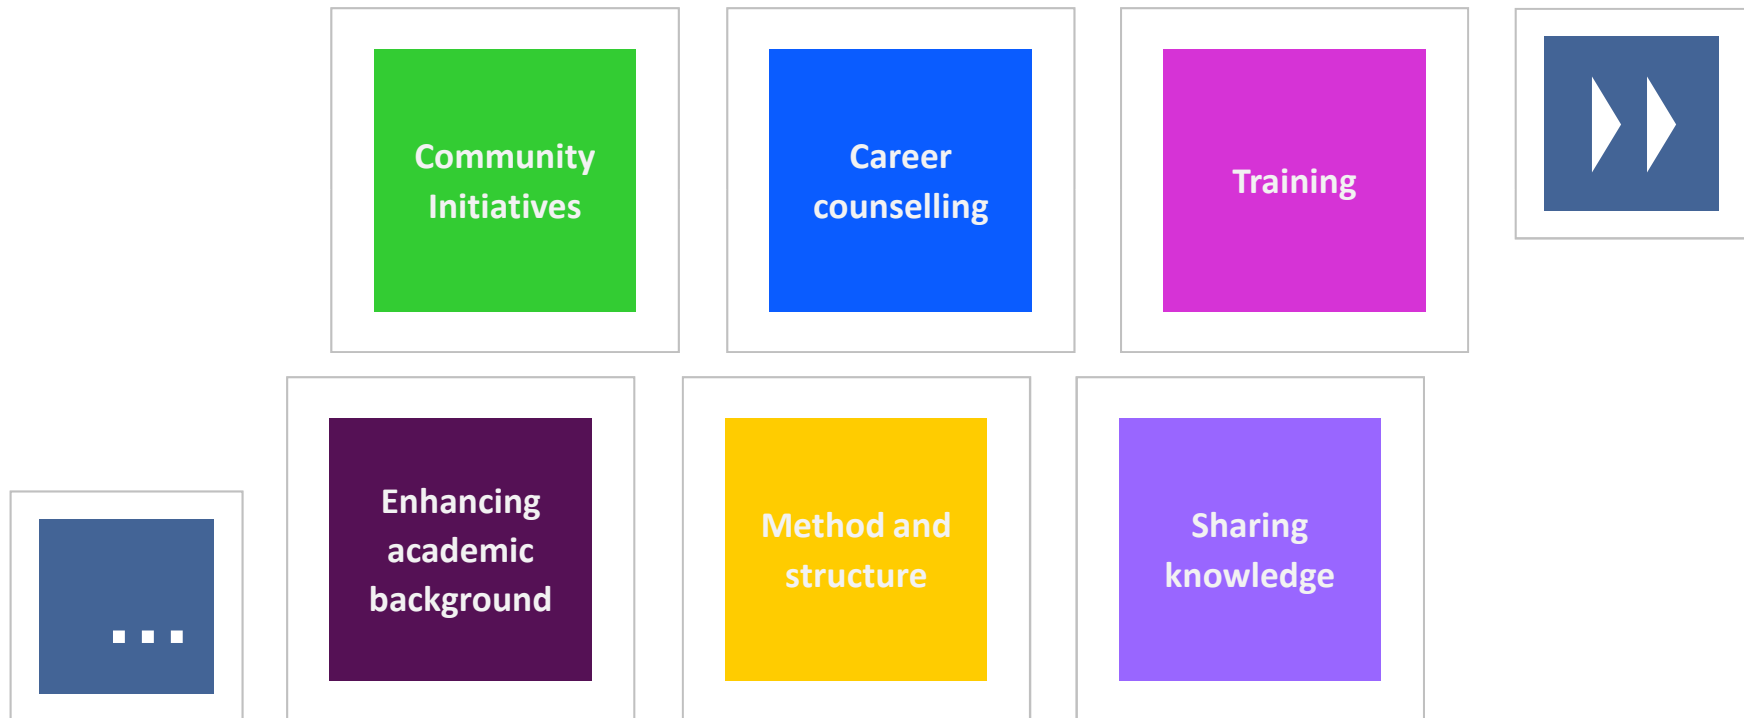 Community
Initiatives
Career
counselling
Training
Enhancing
academic
background
Method and
structure
Sharing
knowledge
...